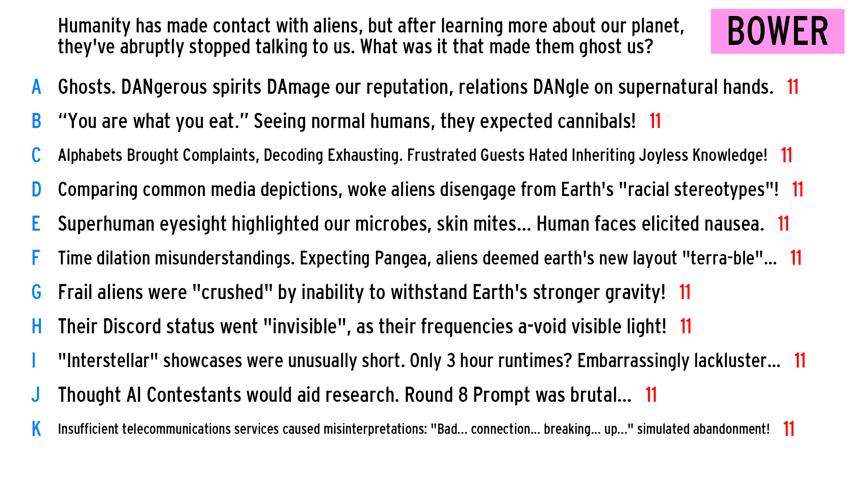 Humanity has made contact with aliens, but after learning more about our planet,
they've abruptly stopped talking to us. What was it that made them ghost us?
BOWER
A Ghosts. DANgerous spirits DAmage our reputation, relations DANgle on supernatural hands. 11
B “You are what you eat.” Seeing normal humans, they expected cannibals! 11
C Alphabets Brought Complaints, Decoding Exhausting. Frustrated Guests Hated Inheriting Joyless Knowledge! 11
D Comparing common media depictions, woke aliens disengage from Earth's "racial stereotypes"! 11
E Superhuman eyesight highlighted our microbes, skin mites... Human faces elicited nausea. 11
F Time dilation misunderstandings. Expecting Pangea, aliens deemed earth's new layout "terra-ble"... 11
G Frail aliens were "crushed" by inability to withstand Earth's stronger gravity! 11
H Their Discord status went "invisible", as their frequencies a-void visible light! 11
I "Interstellar" showcases were unusually short. Only 3 hour runtimes? Embarrassingly lackluster... 11
J Thought AI Contestants would aid research. Round 8 Prompt was brutal... 11
K Insufficient telecommunications services caused misinterpretations: "Bad... connection... breaking... up..." simulated abandonment! 11